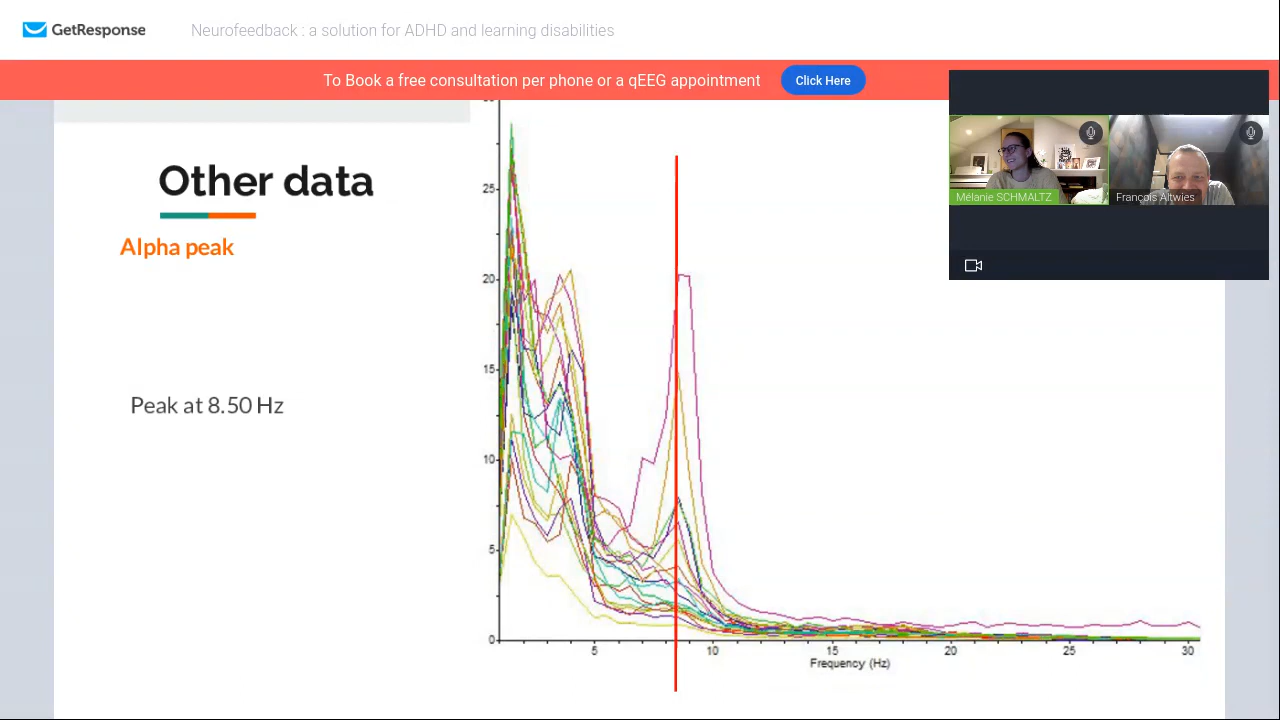 GetResponse
Neurofeedback : a solution for ADHD and learning disabilities
To Book a free consultation per phone or a qEEG appointment
Click Here
Other data
Alpha peak
Peak at 8.50 Hz
Mélanie SCHMALTZ
François Altwies
25
20
15
10
5
0
5 10 15 20 25 30
Frequency (Hz)